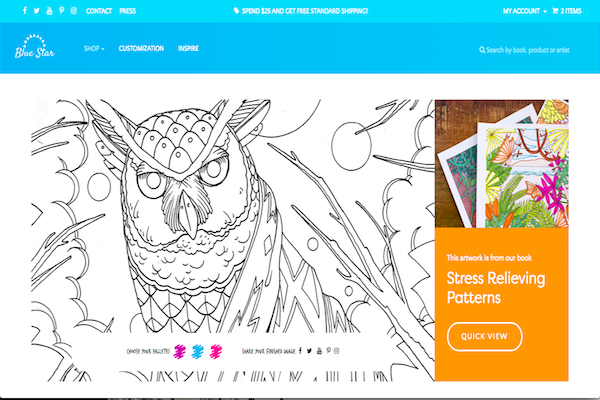 CONTACT PRESS
SPEND $25 AND GET FREE STANDARD SHIPPING!
MY ACCOUNT 2 ITEMS
Blue Star
SHOP CUSTOMIZATION INSPIRE
Search by book, product or artist
This artwork is from our book
Stress Relieving
Patterns
QUICK VIEW
CHOOSE YOUR PALLETE!
SHARE YOUR FINISHED IMAGE